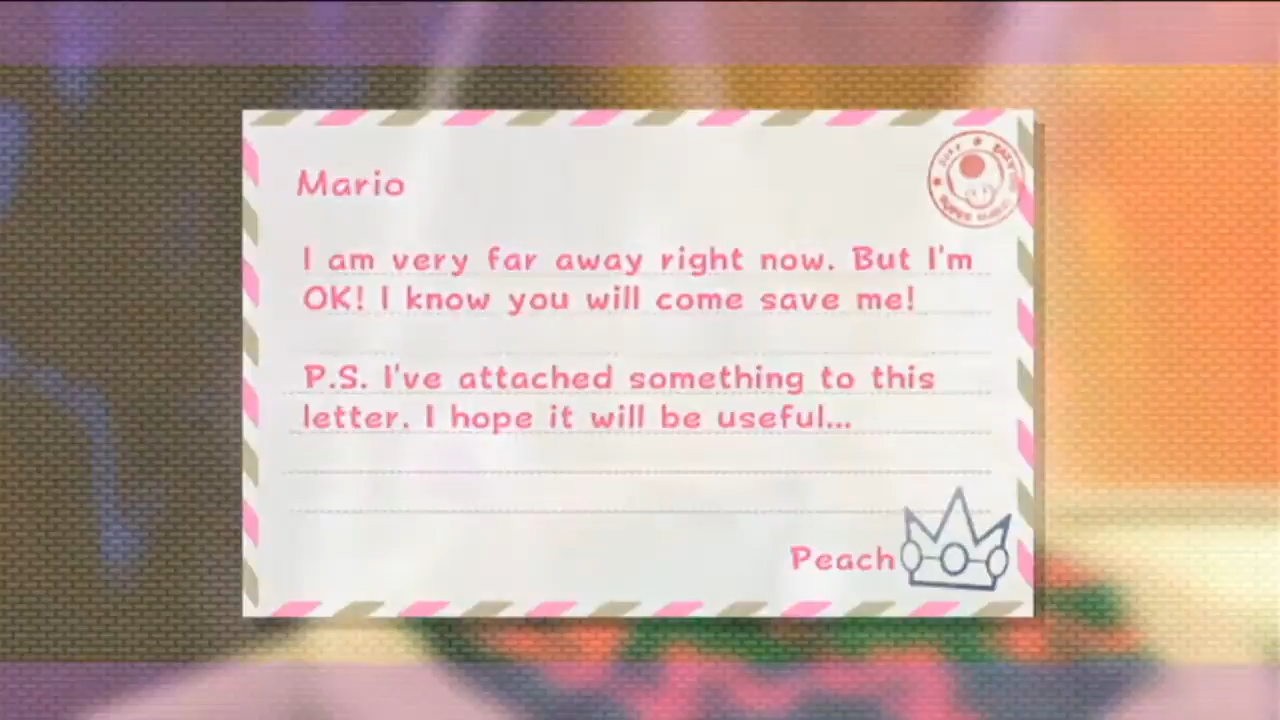 Mario
I am very far away right now. But I'm
OK! I know you will come save me!
P.S. I've attached something to this
letter. I hope it will be useful...
Peach